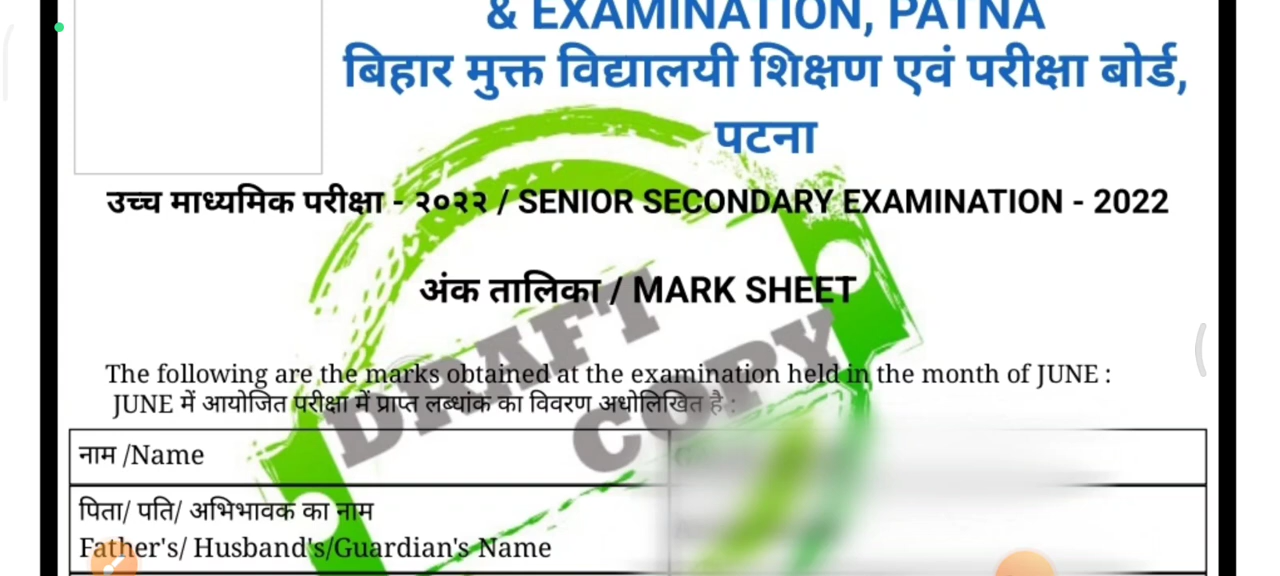 & EXAMINATION, PATNA
बिहार मुक्त विद्यालयी शिक्षण एवं परीक्षा बोर्ड,
पटना
उच्च माध्यमिक परीक्षा - २०२२ / SENIOR SECONDARY EXAMINATION - 2022
अंक तालिका / MARK SHEET
DRAFT
COPY
The following are the marks obtained at the examination held in the month of JUNE :
JUNE में आयोजित परीक्षा में प्राप्त लब्धांक का विवरण अधोलिखित है :
नाम /Name
पिता/ पति/ अभिभावक का नाम
Father's/ Husband's/Guardian's Name